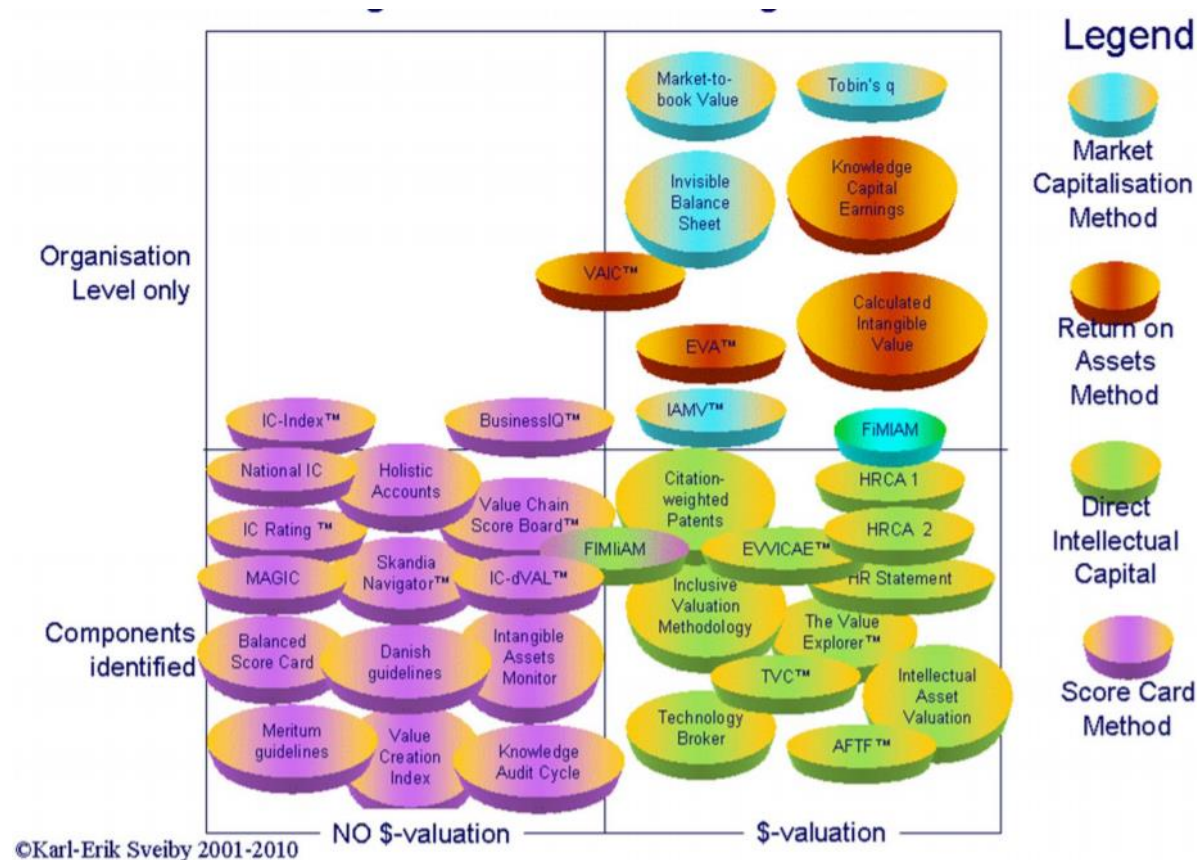 Legend
Market-to-
book Value
Tobin's q
Market
Capitalisation
Method
Invisible
Balance
Sheet
Knowledge
Capital
Earnings
Organisation
Level only
VAIC™
Calculated
Intangible
Value
EVA™
Return on
Assets
Method
IC-Index™
BusinessIQ™
IAMV™
FiMIAM
National IC
Holistic
Accounts
Value Chain
Score Board™
Citation-
weighted
Patents
HRCA 1
IC Rating ™
HRCA 2
FIMIiAM
EVVICAE™
Direct
Intellectual
Capital
MAGIC
Skandia
Navigator™
IC-dVAL™
Inclusive
Valuation
Methodology
HR Statement
Components
identified
Balanced
Score Card
Danish
guidelines
Intangible
Assets
Monitor
The Value
Explorer™
TVC™
Intellectual
Asset
Valuation
Score Card
Method
Meritum
guidelines
Value
Creation
Index
Knowledge
Audit Cycle
Technology
Broker
AFTF™
NO $-valuation
$-valuation
©Karl-Erik Sveiby 2001-2010